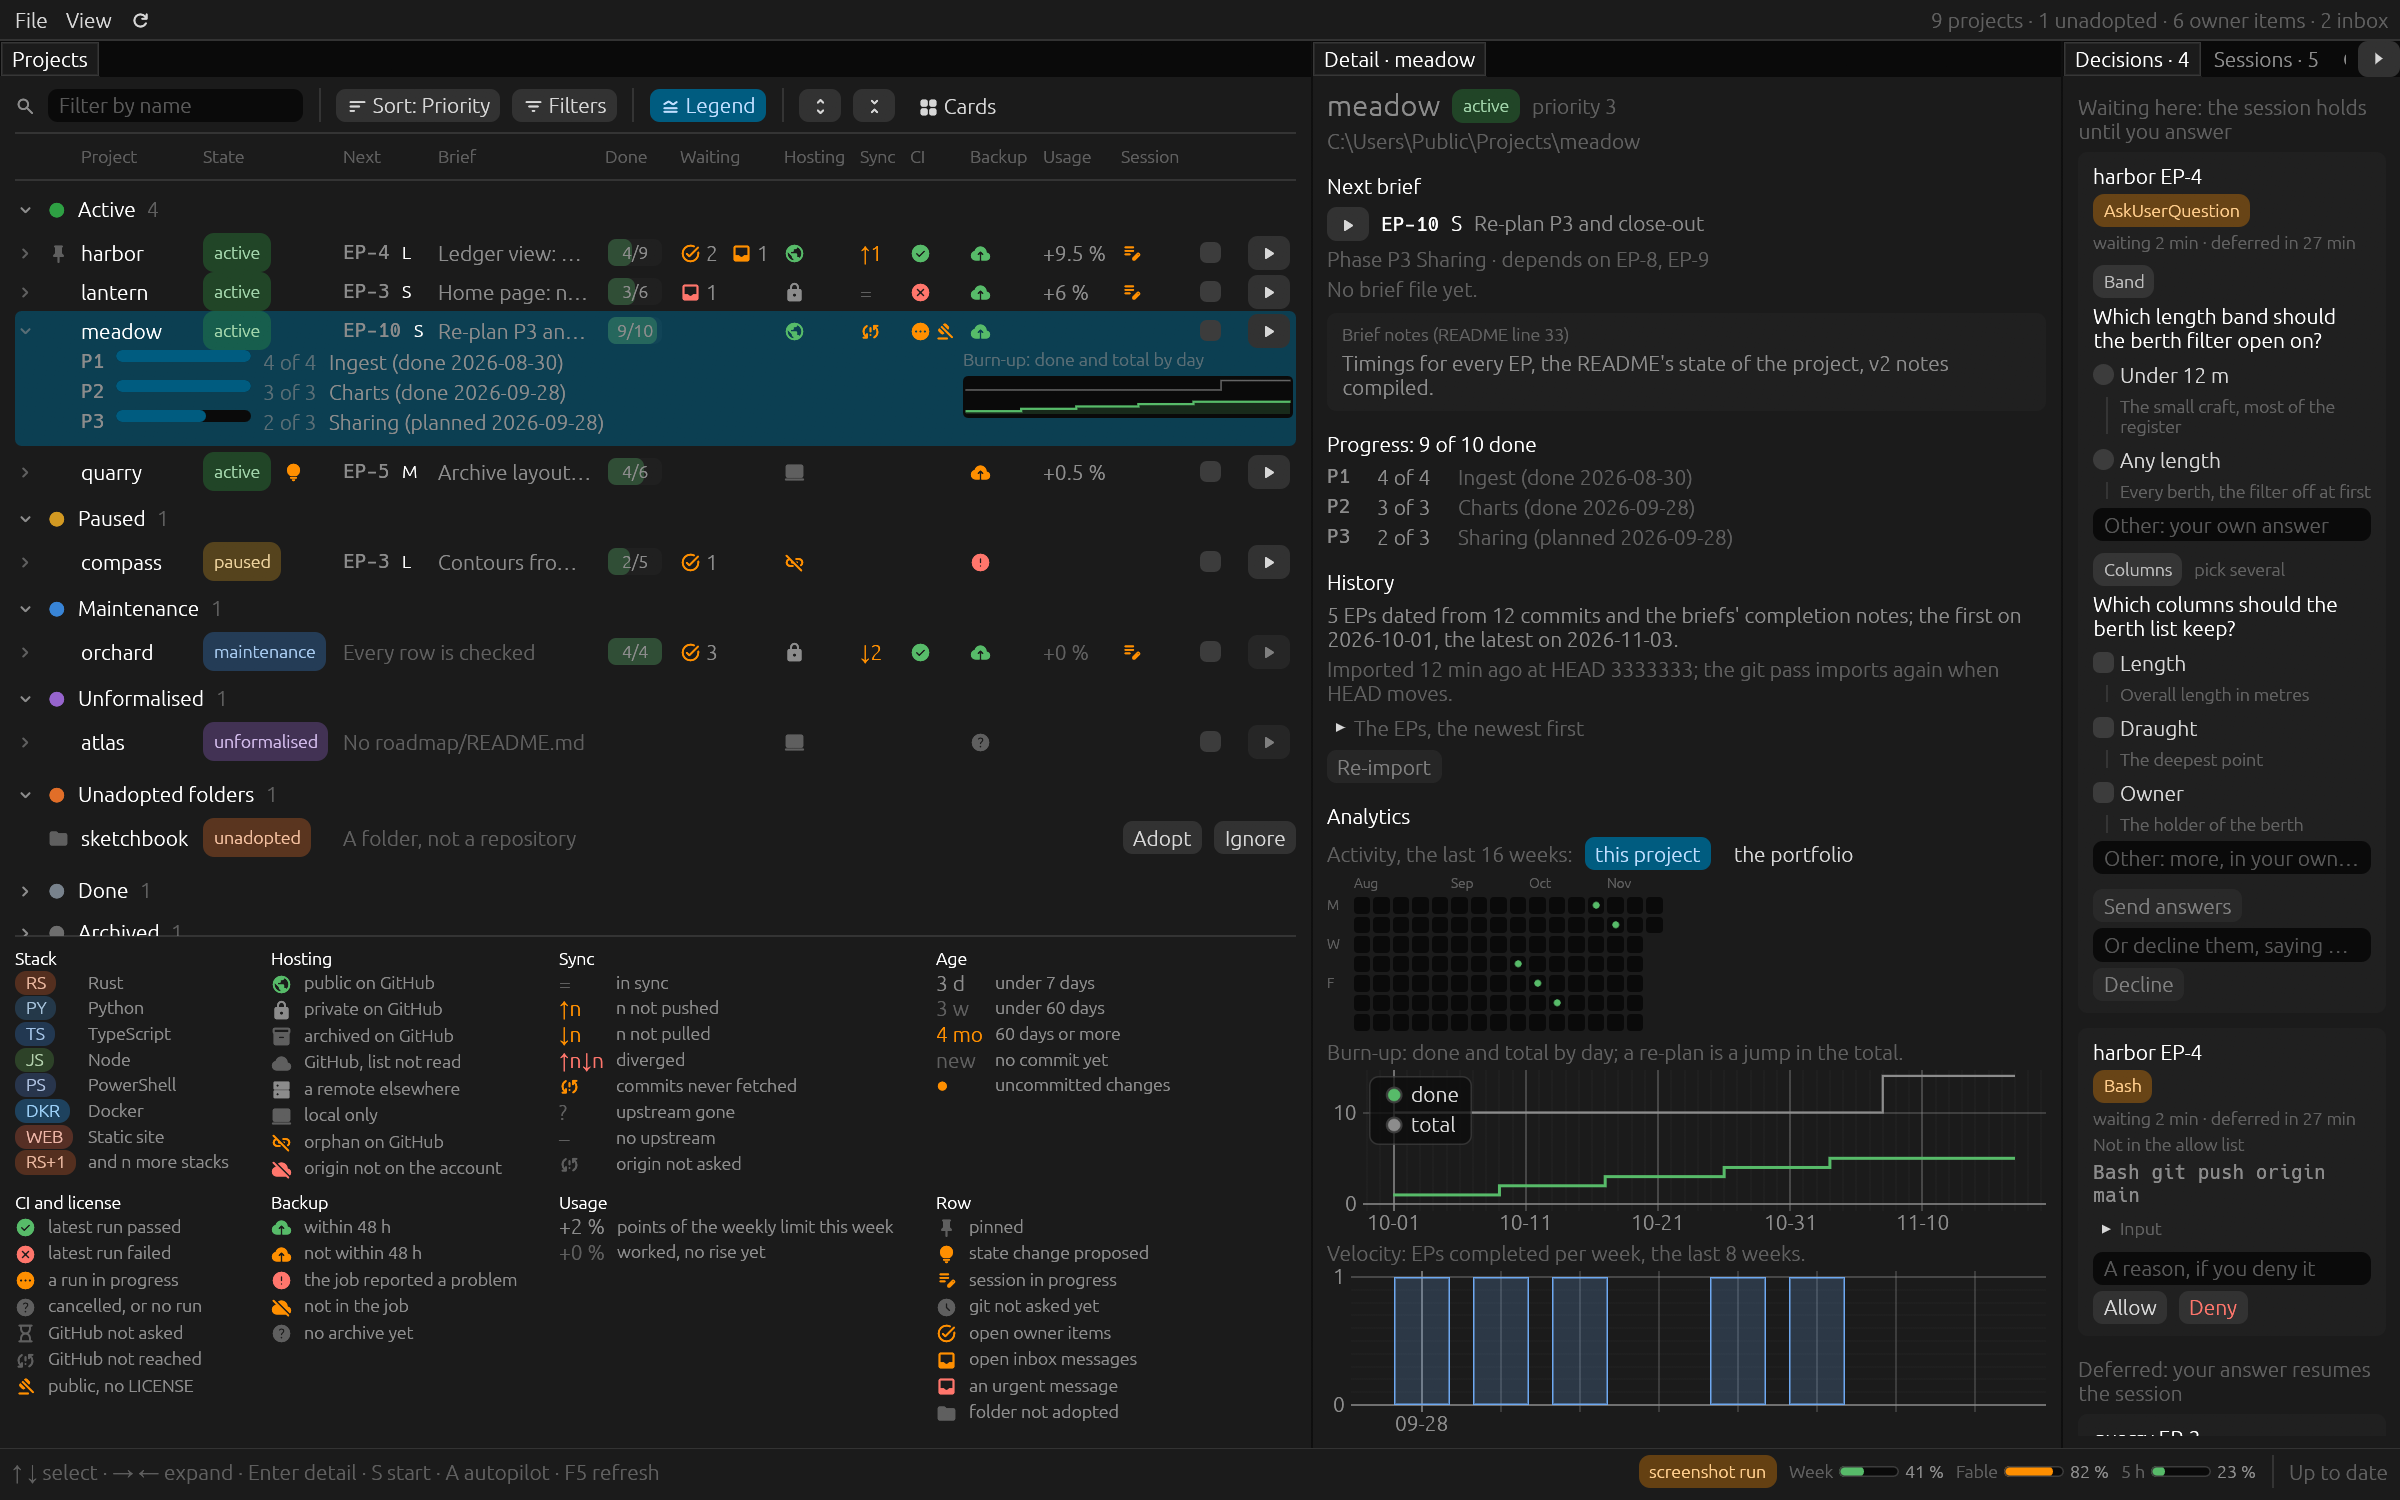 File View
9 projects · 1 unadopted · 6 owner items · 2 inbox
Projects
Filter by name
Sort: Priority
Filters
Legend
Cards
Project State Next Brief Done Waiting Hosting Sync CI Backup Usage Session
Active 4
harbor active EP-4 L Ledger view: … 4/9 2 1 ↑1 +9.5 %
lantern active EP-3 S Home page: n… 3/6 1 = +6 %
meadow active EP-10 S Re-plan P3 an… 9/10
P1 4 of 4 Ingest (done 2026-08-30)
P2 3 of 3 Charts (done 2026-09-28)
P3 2 of 3 Sharing (planned 2026-09-28)
Burn-up: done and total by day
quarry active EP-5 M Archive layout… 4/6 +0.5 %
Paused 1
compass paused EP-3 L Contours fro… 2/5 1
Maintenance 1
orchard maintenance Every row is checked 4/4 3 ↓2 +0 %
Unformalised 1
atlas unformalised No roadmap/README.md
Unadopted folders 1
sketchbook unadopted A folder, not a repository Adopt Ignore
Done 1
Archived 1
Stack
RS Rust
PY Python
TS TypeScript
JS Node
PS PowerShell
DKR Docker
WEB Static site
RS+1 and n more stacks
Hosting
public on GitHub
private on GitHub
archived on GitHub
GitHub, list not read
a remote elsewhere
local only
orphan on GitHub
origin not on the account
Sync
= in sync
↑n n not pushed
↓n n not pulled
↑n↓n diverged
commits never fetched
? upstream gone
– no upstream
origin not asked
Age
3 d under 7 days
3 w under 60 days
4 mo 60 days or more
new no commit yet
uncommitted changes
CI and license
latest run passed
latest run failed
a run in progress
cancelled, or no run
GitHub not asked
GitHub not reached
public, no LICENSE
Backup
within 48 h
not within 48 h
the job reported a problem
not in the job
no archive yet
Usage
+2 % points of the weekly limit this week
+0 % worked, no rise yet
Row
pinned
state change proposed
session in progress
git not asked yet
open owner items
open inbox messages
an urgent message
folder not adopted
Detail · meadow
meadow active priority 3
C:\Users\Public\Projects\meadow
Next brief
EP-10 S Re-plan P3 and close-out
Phase P3 Sharing · depends on EP-8, EP-9
No brief file yet.
Brief notes (README line 33)
Timings for every EP, the README's state of the project, v2 notes
compiled.
Progress: 9 of 10 done
P1 4 of 4 Ingest (done 2026-08-30)
P2 3 of 3 Charts (done 2026-09-28)
P3 2 of 3 Sharing (planned 2026-09-28)
History
5 EPs dated from 12 commits and the briefs' completion notes; the first on
2026-10-01, the latest on 2026-11-03.
Imported 12 min ago at HEAD 3333333; the git pass imports again when
HEAD moves.
The EPs, the newest first
Re-import
Analytics
Activity, the last 16 weeks: this project the portfolio
Aug Sep Oct Nov
M
W
F
Burn-up: done and total by day; a re-plan is a jump in the total.
done
total
10
0
10-01 10-11 10-21 10-31 11-10
Velocity: EPs completed per week, the last 8 weeks.
1
0
09-28
Decisions · 4 Sessions · 5
Waiting here: the session holds
until you answer
harbor EP-4
AskUserQuestion
waiting 2 min · deferred in 27 min
Band
Which length band should
the berth filter open on?
Under 12 m
The small craft, most of the
register
Any length
Every berth, the filter off at first
Other: your own answer
Columns pick several
Which columns should the
berth list keep?
Length
Overall length in metres
Draught
The deepest point
Owner
The holder of the berth
Other: more, in your own…
Send answers
Or decline them, saying …
Decline
harbor EP-4
Bash
waiting 2 min · deferred in 27 min
Not in the allow list
Bash git push origin
main
Input
A reason, if you deny it
Allow Deny
Deferred: your answer resumes
the session
↑↓ select · →← expand · Enter detail · S start · A autopilot · F5 refresh
screenshot run Week 41 % Fable 82 % 5 h 23 % Up to date